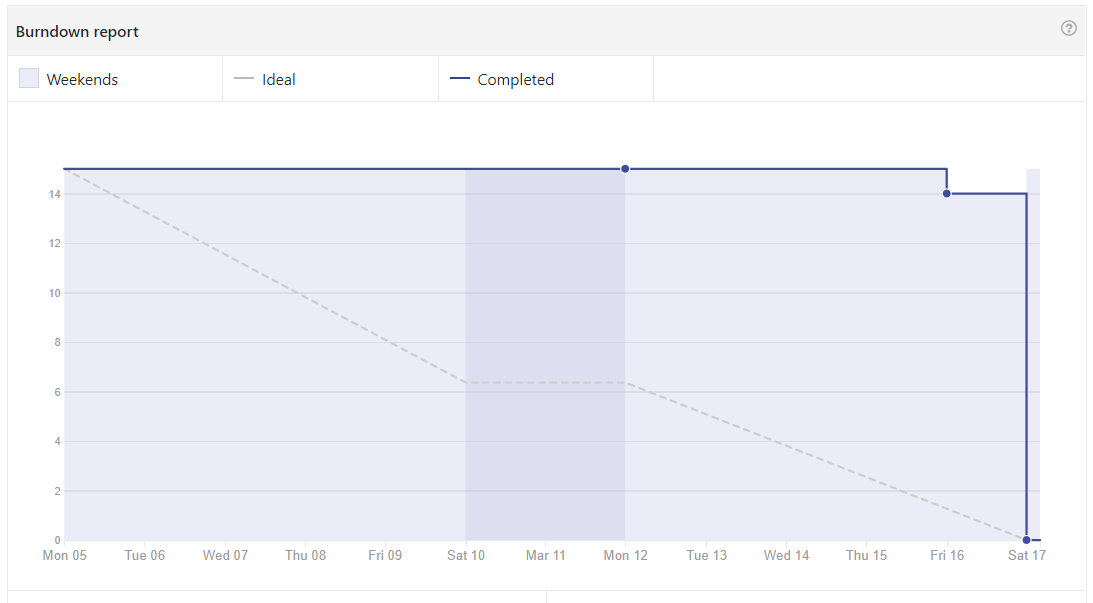 Burndown report
Weekends Ideal Completed
14
12
10
8
6
4
2
0
Mon 05 Tue 06 Wed 07 Thu 08 Fri 09 Sat 10 Mar 11 Mon 12 Tue 13 Wed 14 Thu 15 Fri 16 Sat 17